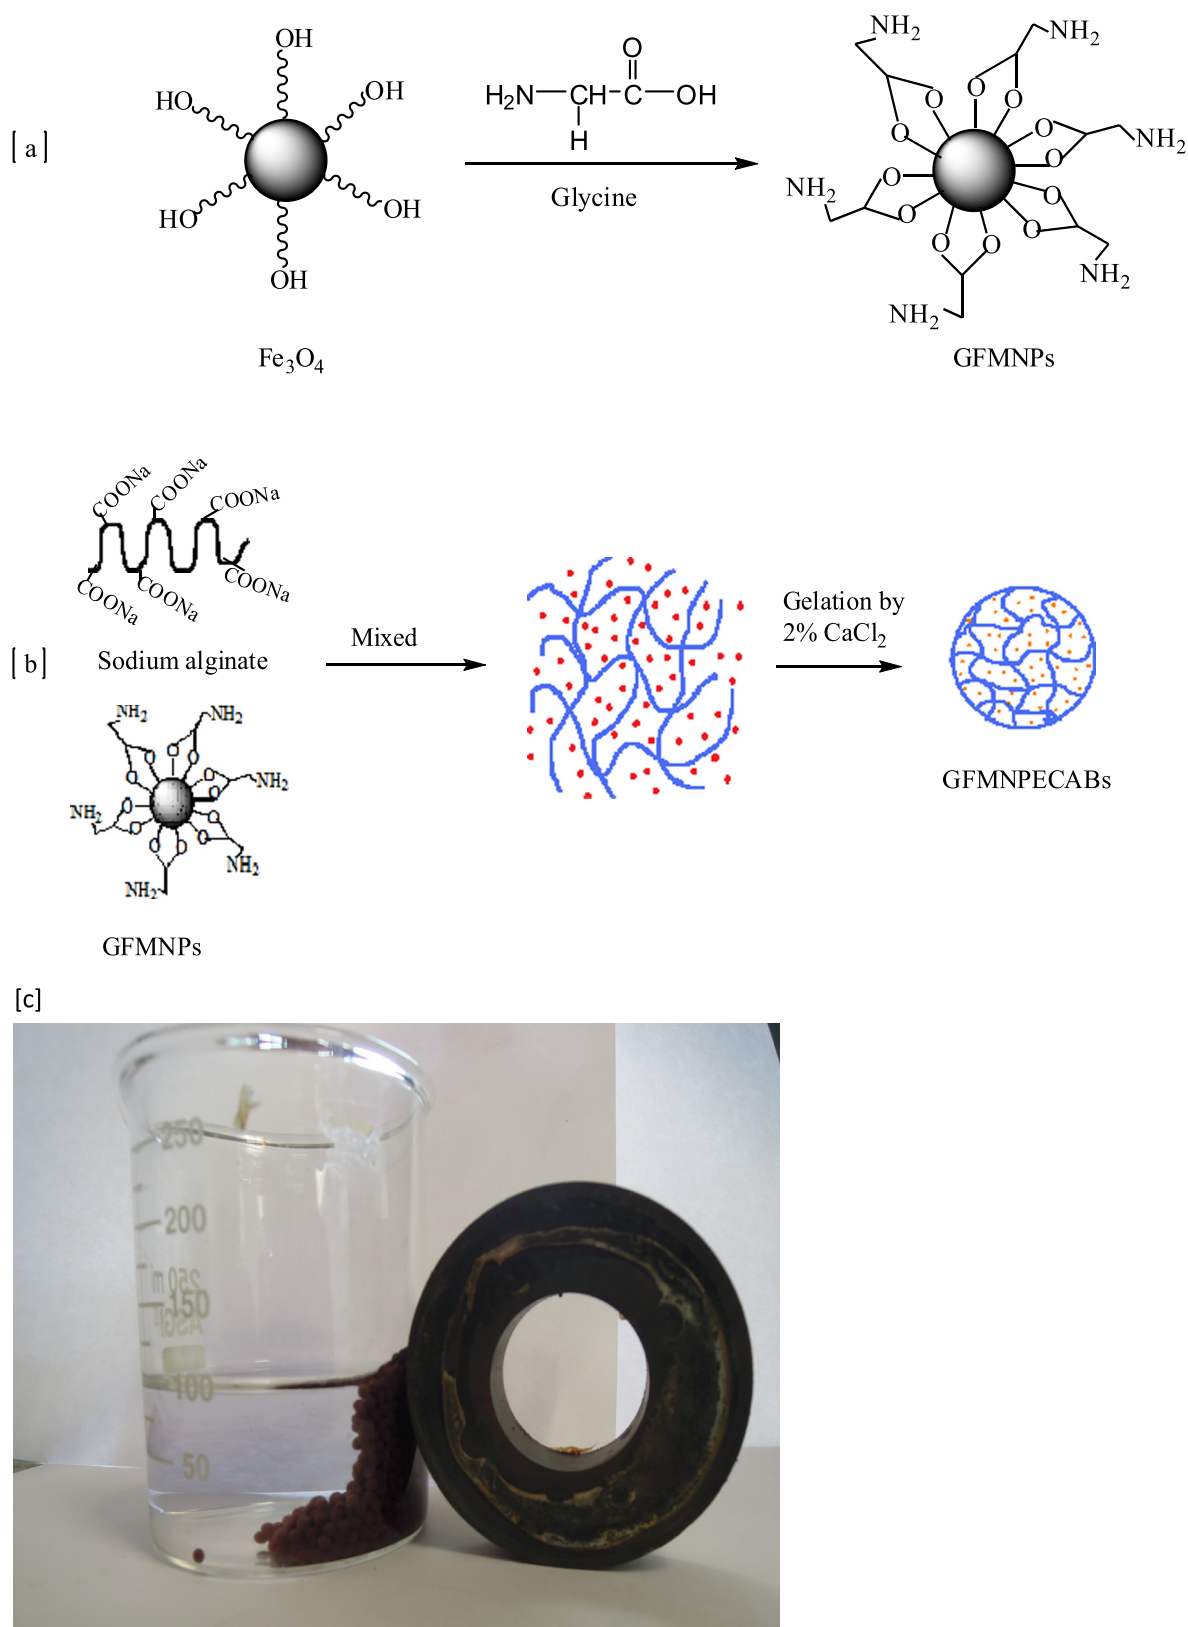 OH
HO
OH
HO
OH
OH
[ a ]
Fe3O4
O
H2N CH C OH
H
Glycine
NH2
NH2
O
O
O
O
O
O
NH2
NH2
O
O
O
O
O
O
NH2
NH2
GFMNPs
COONa
COONa
COONa
COONa
COONa
COONa
[ b ]
Sodium alginate
Mixed
Gelation by
2% CaCl2
NH2
NH2
O
O
O
O
O
O
NH2
NH2
O
O
O
O
O
O
NH2
NH2
GFMNPs
GFMNPECABs
[c]
250
200
250 m
150
100
50